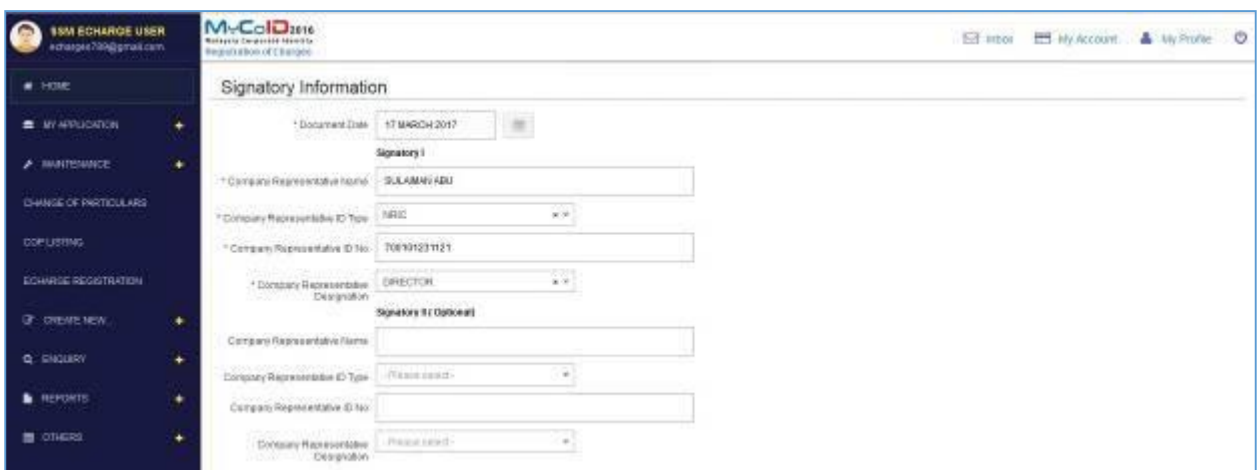 SSM ECHARGE USER
MyCoID2016
Malaysia Corporate Identity
Registration of Charges
Inbox
My Account
My Profile
HOME
MY APPLICATION
MAINTENANCE
CHANGE OF PARTICULARS
COP LISTING
ECHARGE REGISTRATION
CREATE NEW
ENQUIRY
REPORTS
OTHERS
Signatory Information
* Document Date 17 MARCH 2017
Signatory I
* Company Representative Name SULAIMAN ABU
* Company Representative ID Type NRIC
* Company Representative ID No 700101231121
* Company Representative Designation DIRECTOR
Signatory II ( Optional)
Company Representative Name
Company Representative ID Type -Please select-
Company Representative ID No
Company Representative Designation -Please select-